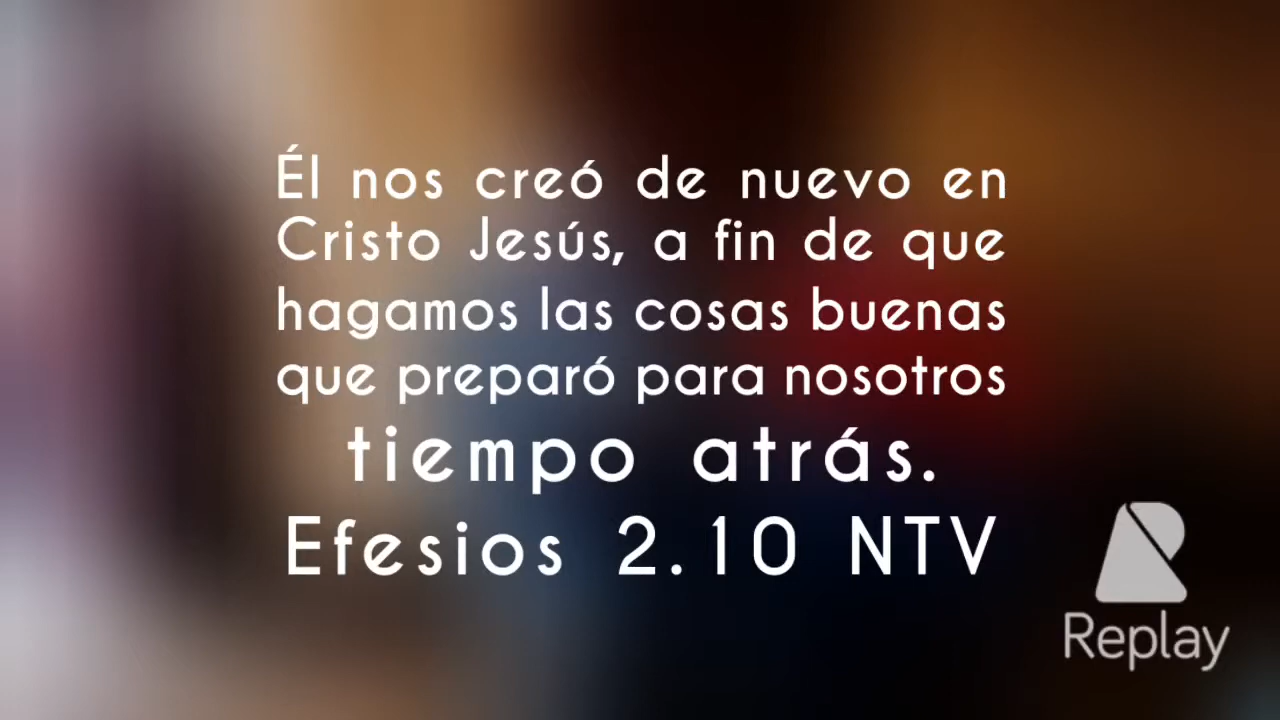 Él nos creó de nuevo en
Cristo Jesús, a fin de que
hagamos las cosas buenas
que preparó para nosotros
tiempo atrás.
Efesios 2.10 NTV
Replay